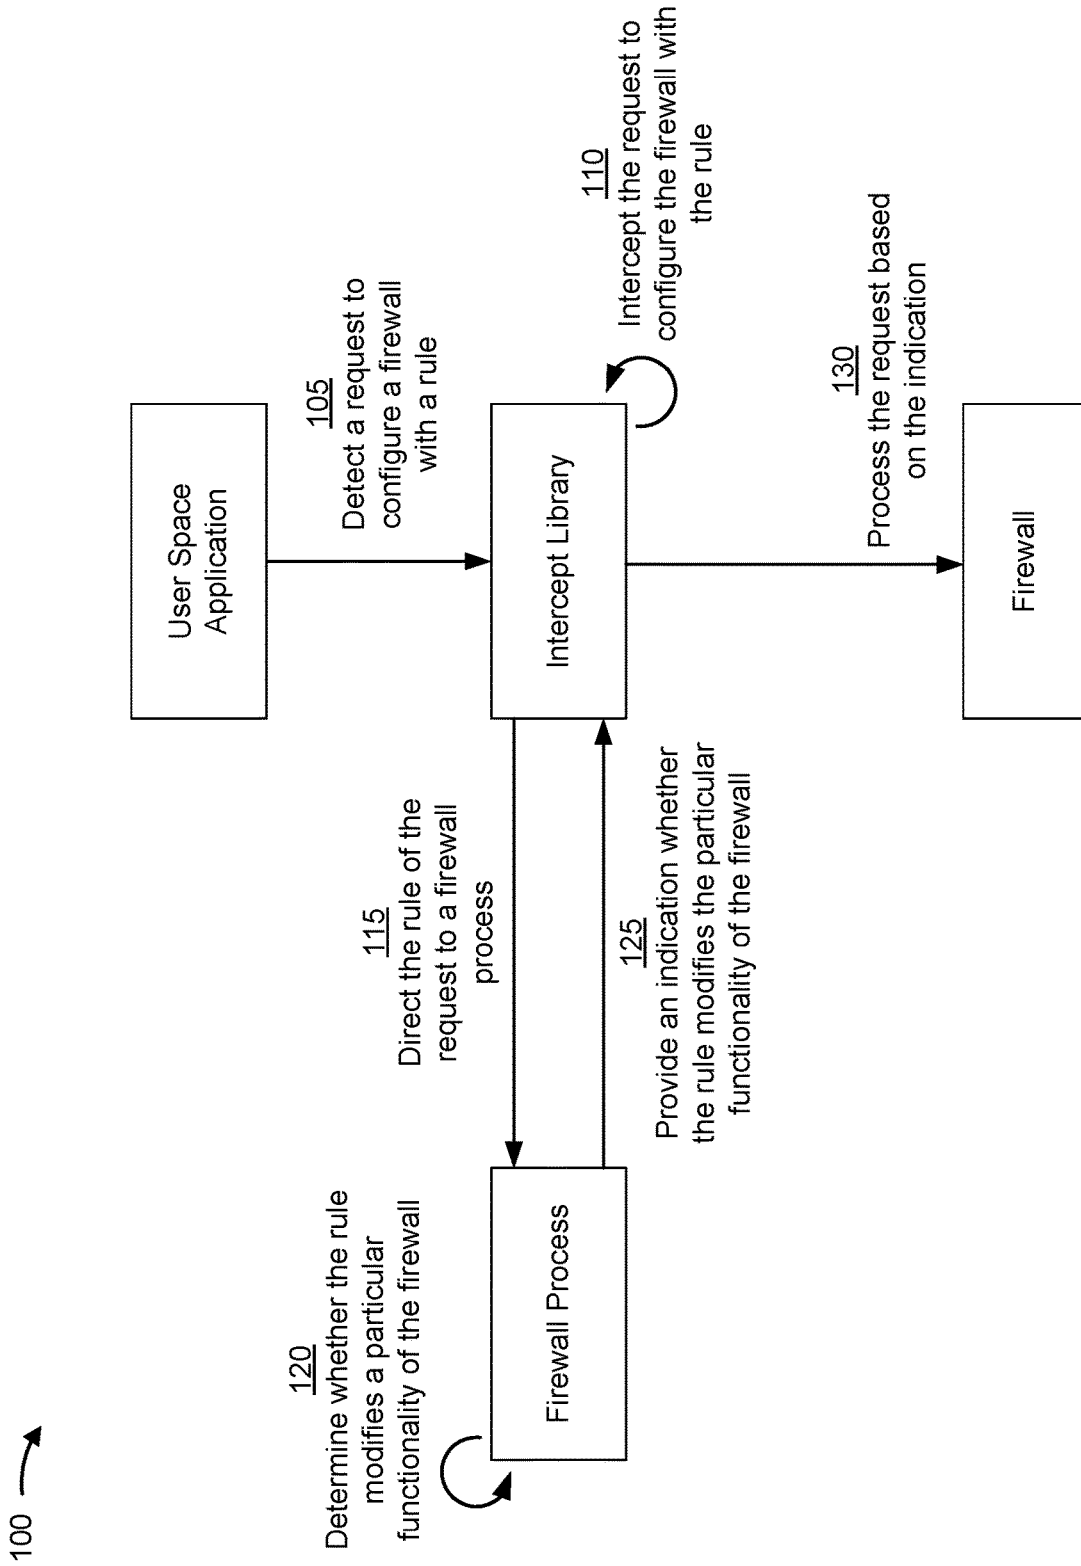 100
User Space
Application
105
Detect a request to
configure a firewall
with a rule
Intercept Library
110
Intercept the request to
configure the firewall with
the rule
115
Direct the rule of the
request to a firewall
process
120
Determine whether the rule
modifies a particular
functionality of the firewall
Firewall Process
125
Provide an indication whether
the rule modifies the particular
functionality of the firewall
130
Process the request based
on the indication
Firewall